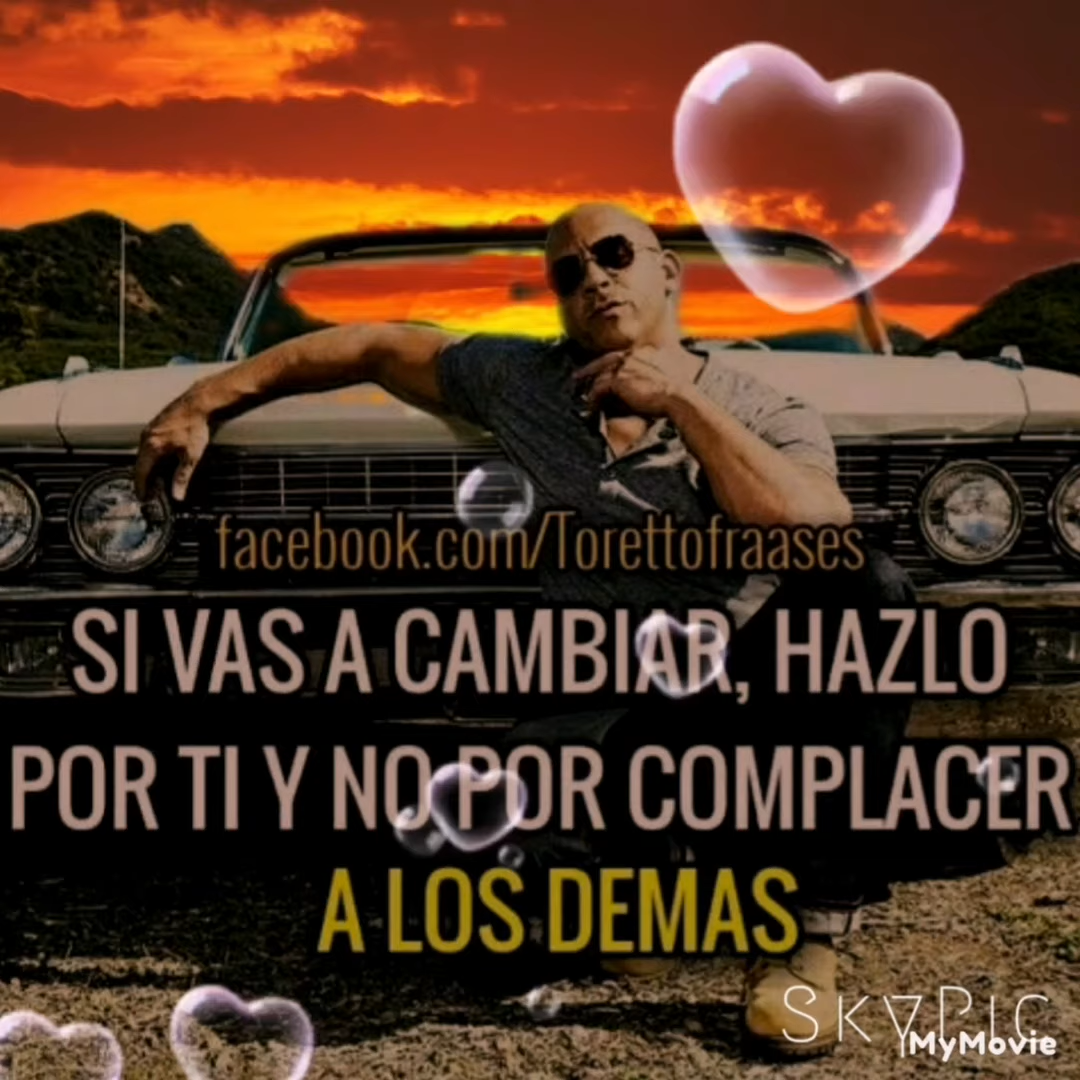 facebook.com/Torettofraases
SI VAS A CAMBIAR, HAZLO
POR TI Y NO POR COMPLACER
A LOS DEMAS
SKYPIC
MyMovie